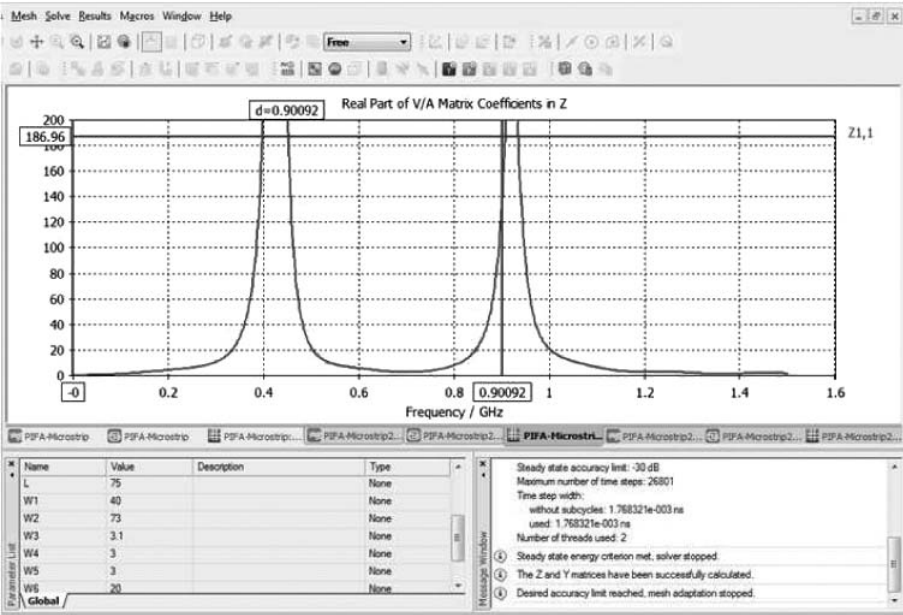 Mesh Solve Results Macros Window Help
Free
d=0.90092
Real Part of V/A Matrix Coefficients in Z
200
186.96
180
160
140
120
100
80
60
40
20
0
Z1,1
-0
0.2
0.4
0.6
0.8
0.90092
1
1.2
1.4
1.6
Frequency / GHz
PIFA-Microstrip
PIFA-Microstrip
PIFA-Microstrip:...
PIFA-Microstrip2...
PIFA-Microstrip2...
PIFA-Microstri...
PIFA-Microstrip2...
PIFA-Microstrip2...
PIFA-Microstrip2...
Name Value Description Type
L 75 None
W1 40 None
W2 73 None
W3 3.1 None
W4 3 None
W5 3 None
W6 20 None
Global
Parameter List
Message Window
Steady state accuracy limit: -30 dB
Maximum number of time steps: 26801
Time step width:
without subcycles: 1.768321e-003 ns
used: 1.768321e-003 ns
Number of threads used: 2
Steady state energy criterion met, solver stopped.
The Z and Y matrices have been successfully calculated.
Desired accuracy limit reached, mesh adaptation stopped.